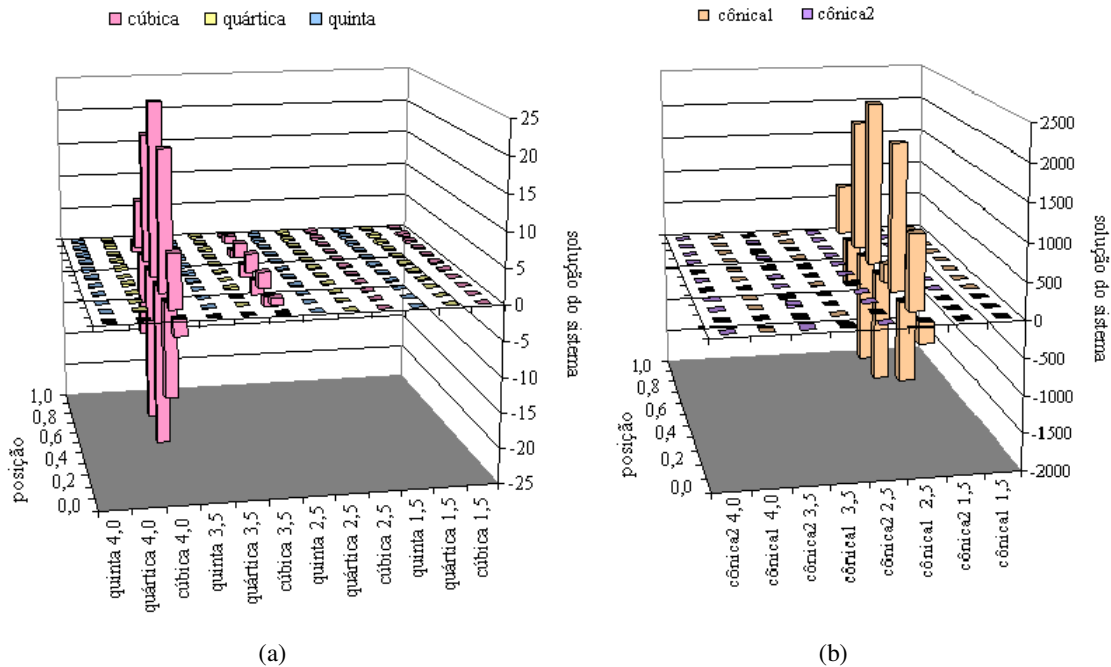 cúbica quártica quinta
25
20
15
10
5
0
-5
-10
-15
-20
-25
solução do sistema
1,0
0,8
0,6
0,4
0,2
0,0
posição
quinta 4,0
quártica 4,0
cúbica 4,0
quinta 3,5
quártica 3,5
cúbica 3,5
quinta 2,5
quártica 2,5
cúbica 2,5
quinta 1,5
quártica 1,5
cúbica 1,5
(a)
cônica1 cônica2
2500
2000
1500
1000
500
0
-500
-1000
-1500
-2000
solução do sistema
1,0
0,8
0,6
0,4
0,2
0,0
posição
cônica2 4,0
cônica1 4,0
cônica2 3,5
cônica1 3,5
cônica2 2,5
cônica1 2,5
cônica2 1,5
cônica1 1,5
(b)